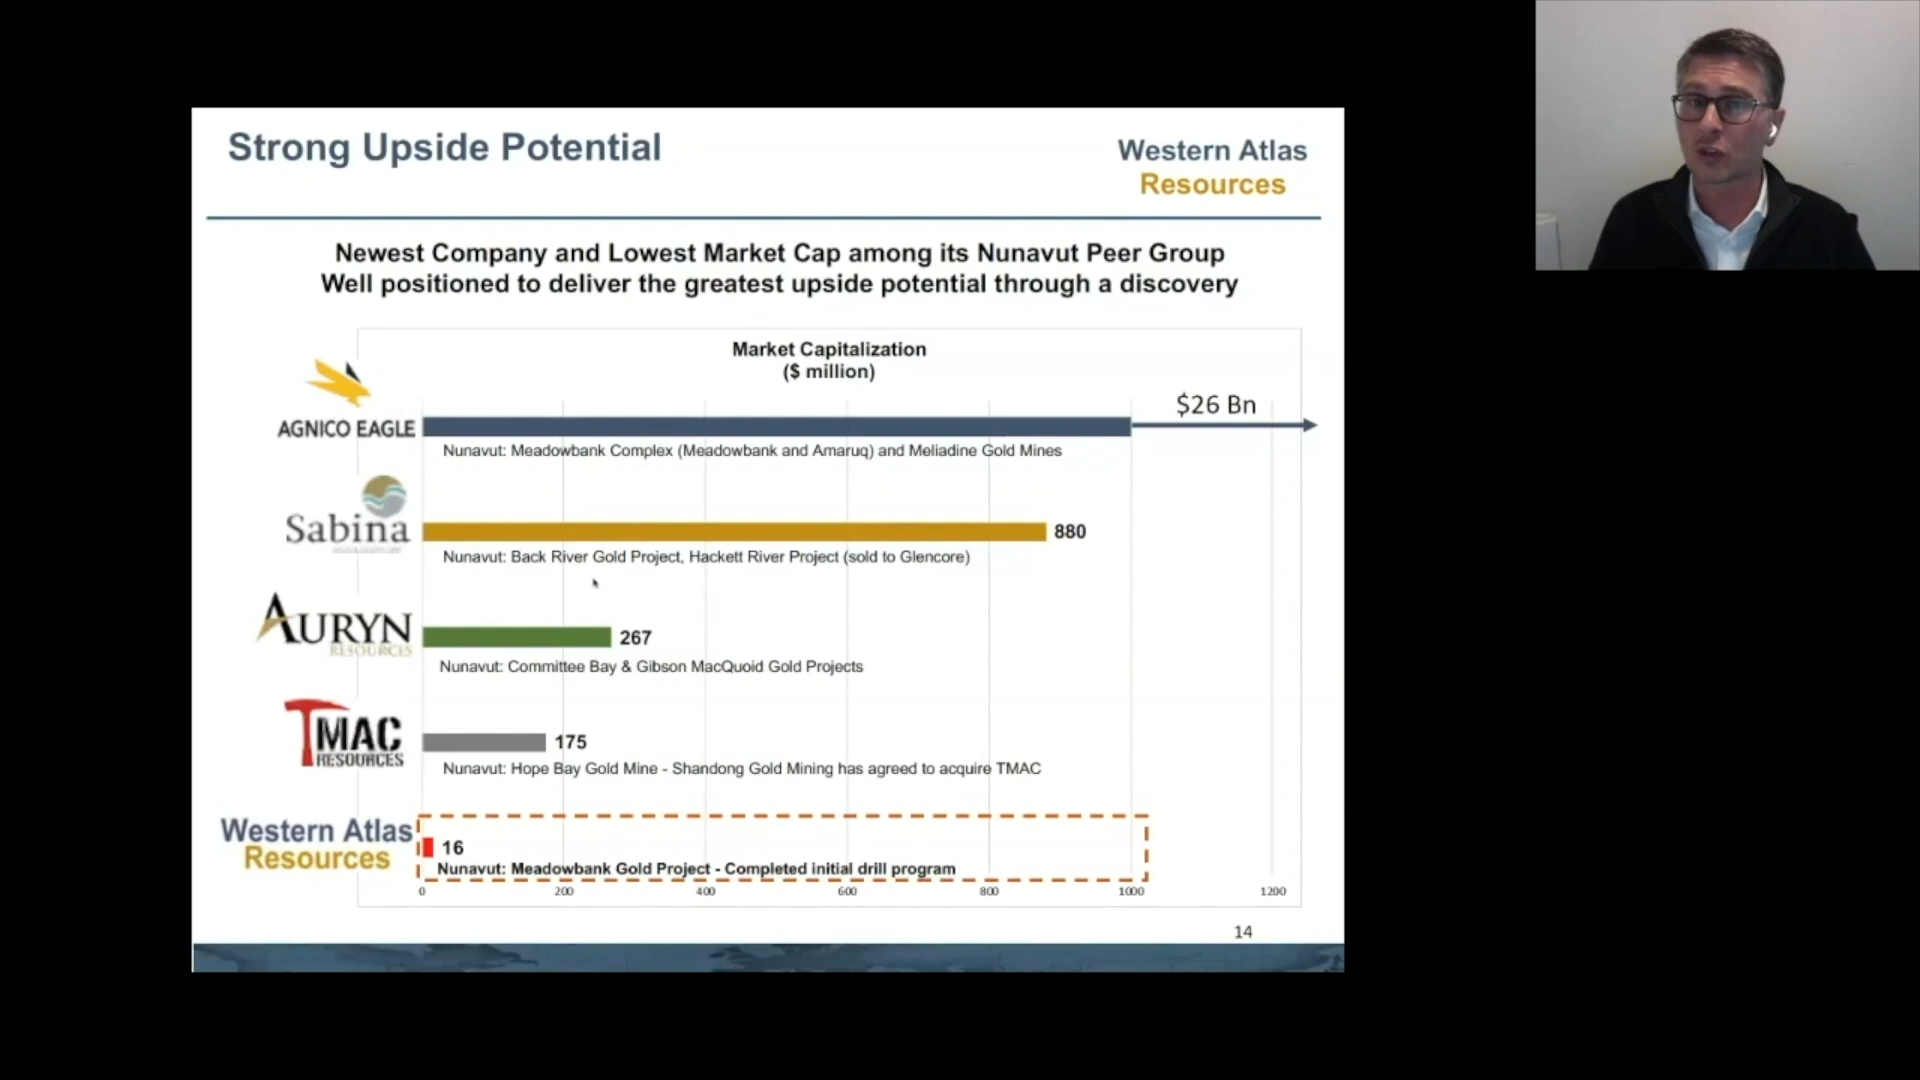 Strong Upside Potential
Western Atlas
Resources
Newest Company and Lowest Market Cap among its Nunavut Peer Group
Well positioned to deliver the greatest upside potential through a discovery
Market Capitalization
($ million)
$26 Bn
AGNICO EAGLE
Nunavut: Meadowbank Complex (Meadowbank and Amaruq) and Meliadine Gold Mines
Sabina
880
Nunavut: Back River Gold Project, Hackett River Project (sold to Glencore)
AURYN
RESOURCES
267
Nunavut: Committee Bay & Gibson MacQuoid Gold Projects
TMAC
RESOURCES
175
Nunavut: Hope Bay Gold Mine - Shandong Gold Mining has agreed to acquire TMAC
Western Atlas
Resources
16
Nunavut: Meadowbank Gold Project - Completed initial drill program
0 200 400 600 800 1000 1200
14